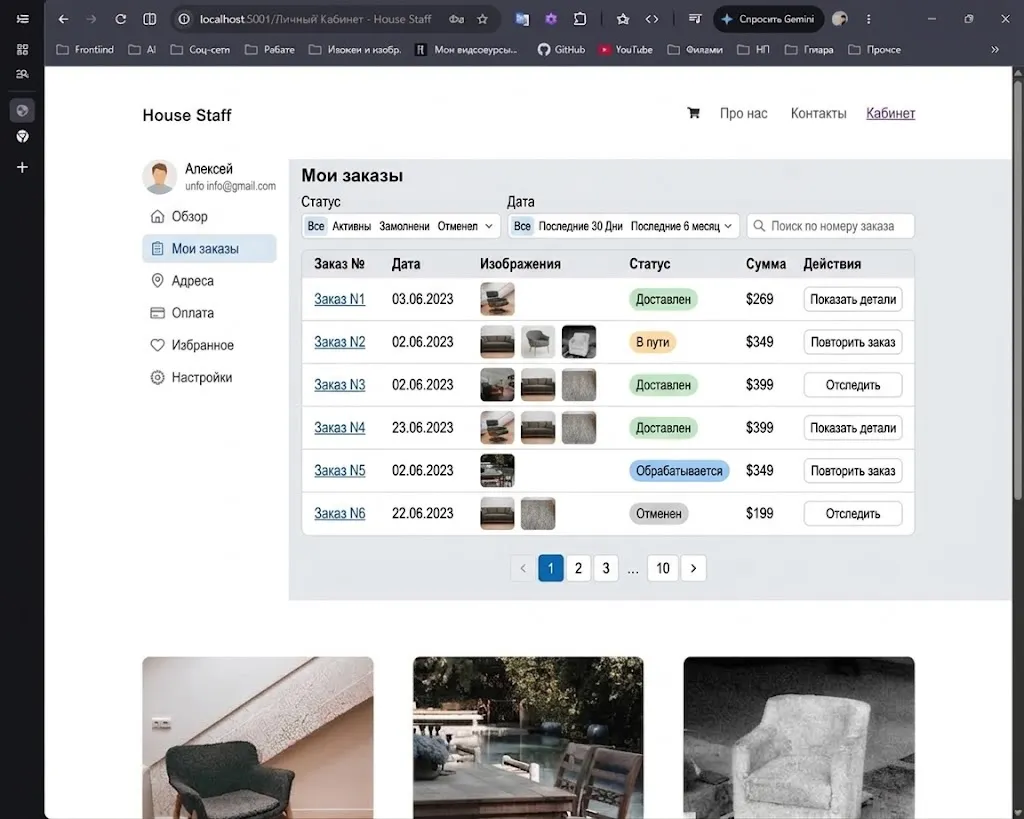 localhost:5001/Личный Кабинет - House Staff
Спросить Gemini
Frontlind AI Соц-сети Рабате Изокеи и изобр. Мои видсовурсы... GitHub YouTube Филами НП Гпиара Прочсе
House Staff
Про нас Контакты Кабинет
Алексей
unfo info@gmail.com
Обзор
Мои заказы
Адреса
Оплата
Избранное
Настройки
Мои заказы
Статус Дата
Все Активны Замолнени Отменел Все Последние 30 Дни Последние 6 месяц Поиск по номеру заказа
Заказ № Дата Изображения Статус Сумма Действия
Заказ N1 03.06.2023 Доставлен $269 Показать детали
Заказ N2 02.06.2023 В пути $349 Повторить заказ
Заказ N3 02.06.2023 Доставлен $399 Отследить
Заказ N4 23.06.2023 Доставлен $399 Показать детали
Заказ N5 02.06.2023 Обрабатывается $349 Повторить заказ
Заказ N6 22.06.2023 Отменен $199 Отследить
< 1 2 3 ... 10 >